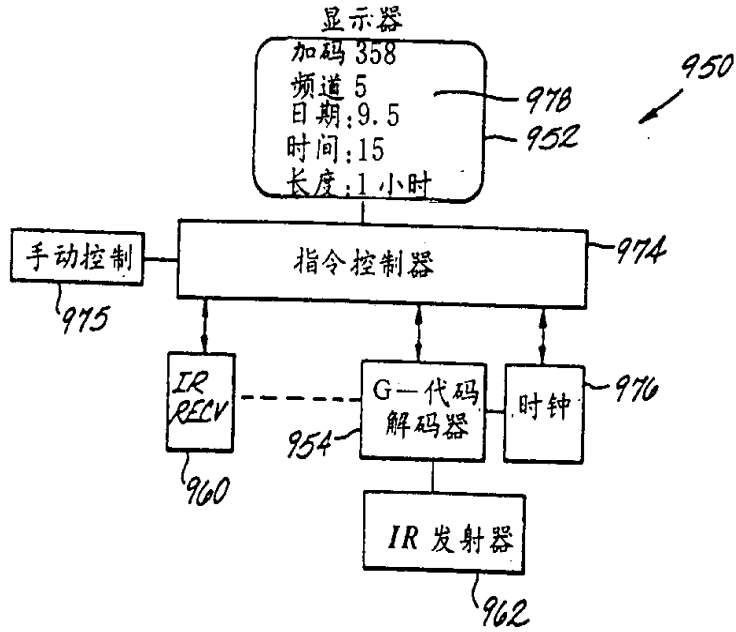 显示器
加码 358
频道 5
日期:9.5
时间:15
长度:1 小时
978
952
950
手动控制
975
指令控制器
974
IR
RECV
960
G—代码
解码器
954
时钟
976
IR 发射器
962